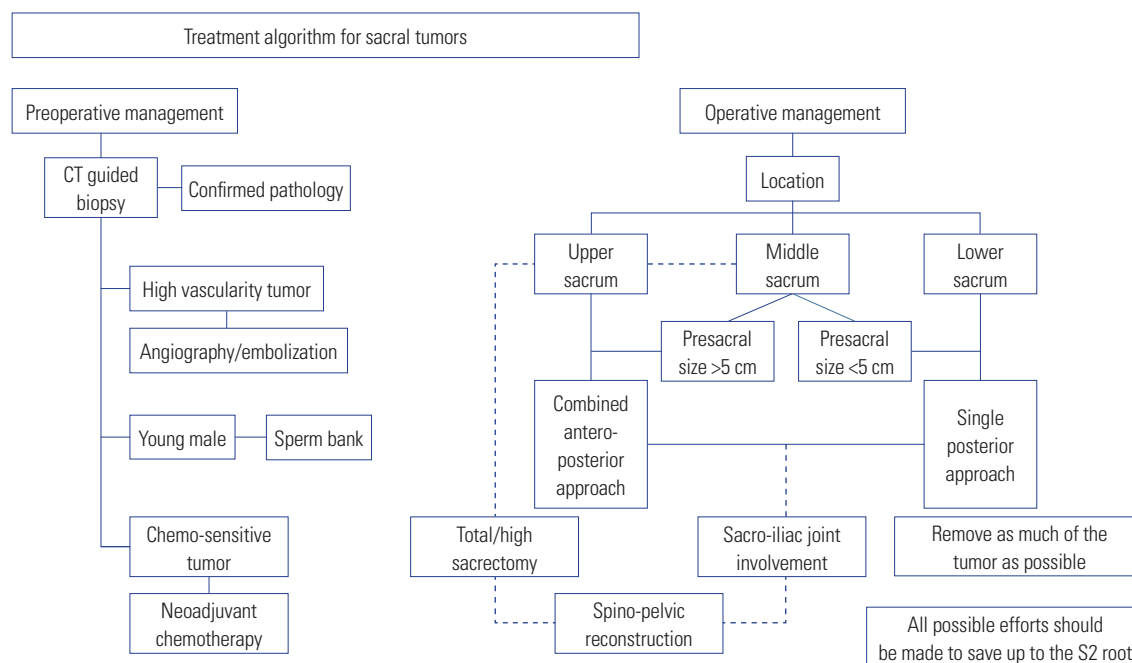 Treatment algorithm for sacral tumors
Preoperative management
CT guided
biopsy
Confirmed pathology
High vascularity tumor
Angiography/embolization
Young male
Sperm bank
Chemo-sensitive
tumor
Neoadjuvant
chemotherapy
Operative management
Location
Upper
sacrum
Middle
sacrum
Lower
sacrum
Presacral
size >5 cm
Presacral
size <5 cm
Combined
antero-
posterior
approach
Single
posterior
approach
Total/high
sacrectomy
Sacro-iliac joint
involvement
Spino-pelvic
reconstruction
Remove as much of the
tumor as possible
All possible efforts should
be made to save up to the S2 root